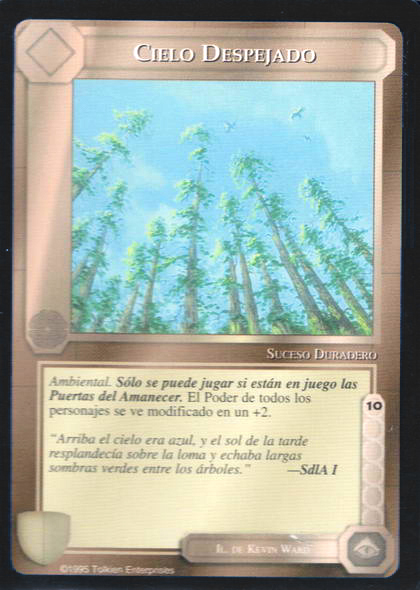 Cielo Despejado
Suceso Duradero
Ambiental. Sólo se puede jugar si están en juego las
Puertas del Amanecer. El Poder de todos los
personajes se ve modificado en un +2.
10
"Arriba el cielo era azul, y el sol de la tarde
resplandecía sobre la loma y echaba largas
sombras verdes entre los árboles." —SdlA I
Il. de Kevin Ward
©1995 Tolkien Enterprises